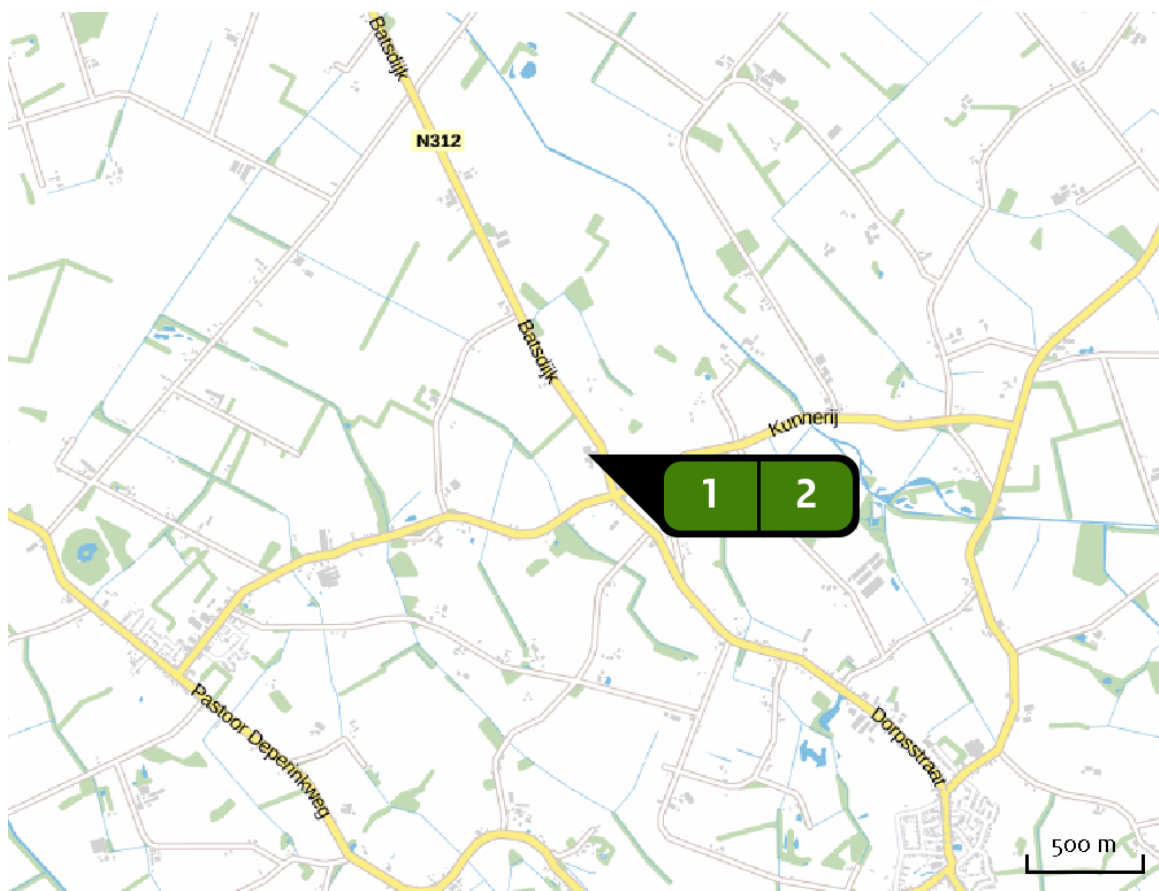 Batsdijk
N312
Batsdijk
Kunnerij
1 2
Pastoor Deperinkweg
Dorpsstraat
500 m